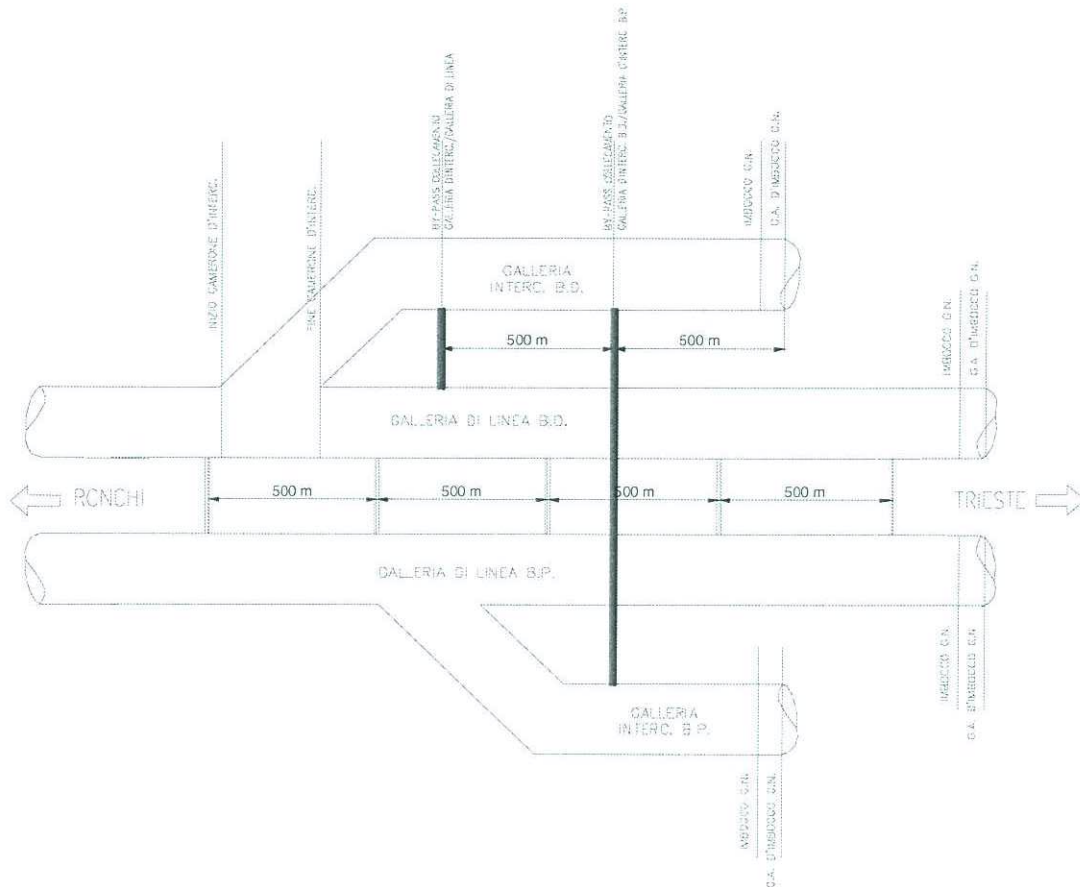 INIZIO CAMERONE D'INTERC.
FINE CAMERONE D'INTERC.
BY-PASS COLLEGAMENTO
GALLERIA D'INTERC./GALLERIA DI LINEA
BY-PASS COLLEGAMENTO
GALLERIA D'INTERC. B.D./GALLERIA D'INTERC B.P.
IMBOCCO G.N.
G.A. D'IMBOCCO G.N.
GALLERIA
INTERC. B.D.
500 m
500 m
IMBOCCO G.N.
G.A. D'IMBOCCO G.N.
GALLERIA DI LINEA B.D.
RONCHI
500 m
500 m
500 m
500 m
TRIESTE
GALLERIA DI LINEA B.P.
IMBOCCO G.N.
G.A. D'IMBOCCO G.N.
GALLERIA
INTERC. B.P.
IMBOCCO G.N.
G.A. D'IMBOCCO G.N.